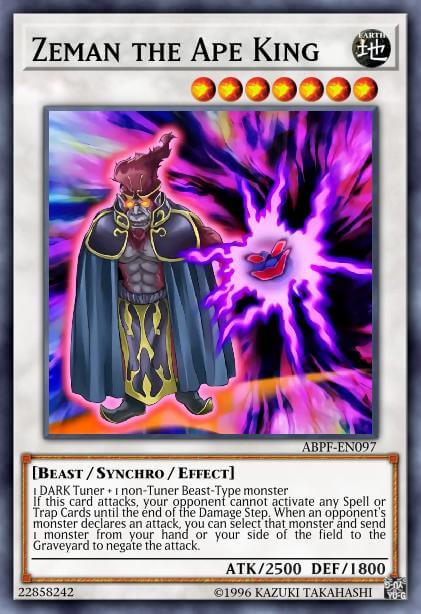 ZEMAN THE APE KING
EARTH
地
ABPF-EN097
[BEAST / SYNCHRO / EFFECT]
1 DARK Tuner + 1 non-Tuner Beast-Type monster
If this card attacks, your opponent cannot activate any Spell or
Trap Cards until the end of the Damage Step. When an opponent's
monster declares an attack, you can select that monster and send
1 monster from your hand or your side of the field to the
Graveyard to negate the attack.
ATK/2500 DEF/1800
22858242
©1996 KAZUKI TAKAHASHI